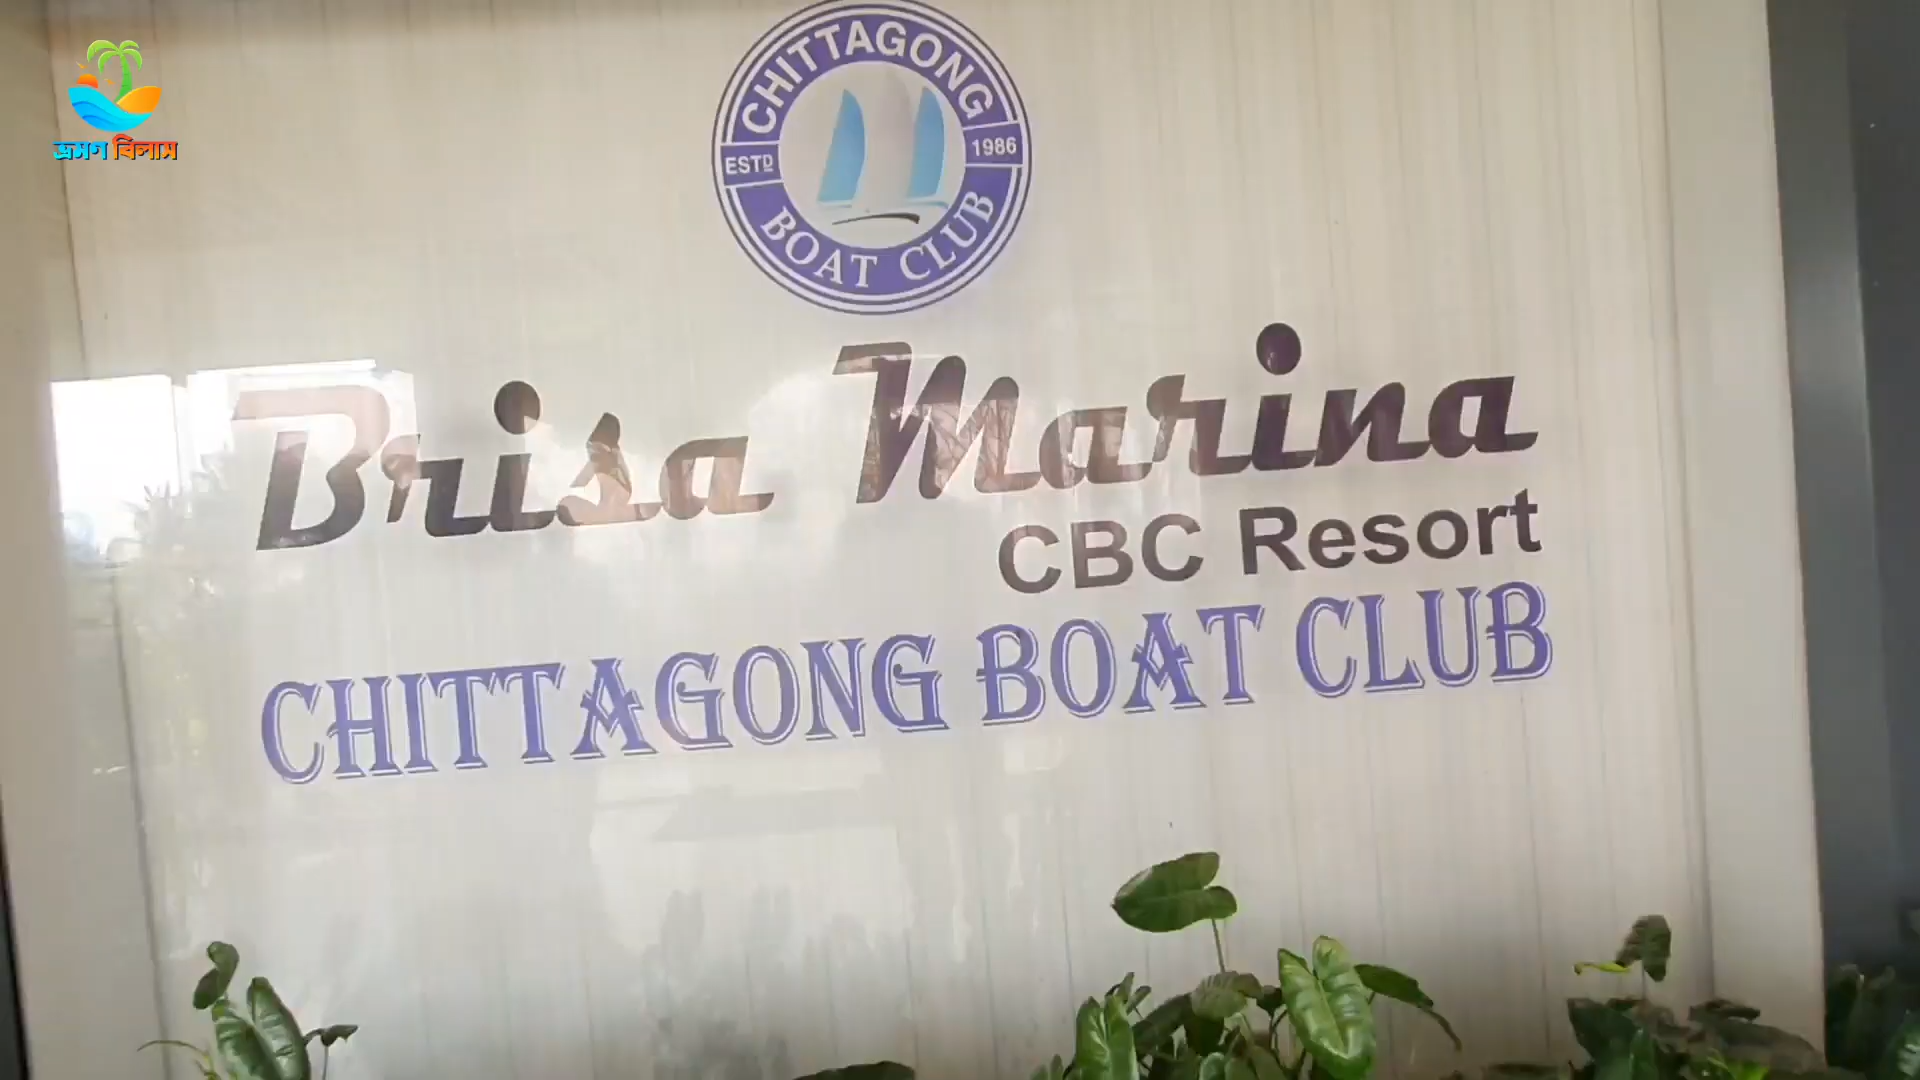 ভ্রমণ বিলাস
CHITTAGONG
ESTD 1986
BOAT CLUB
Brisa Marina
CBC Resort
CHITTAGONG BOAT CLUB